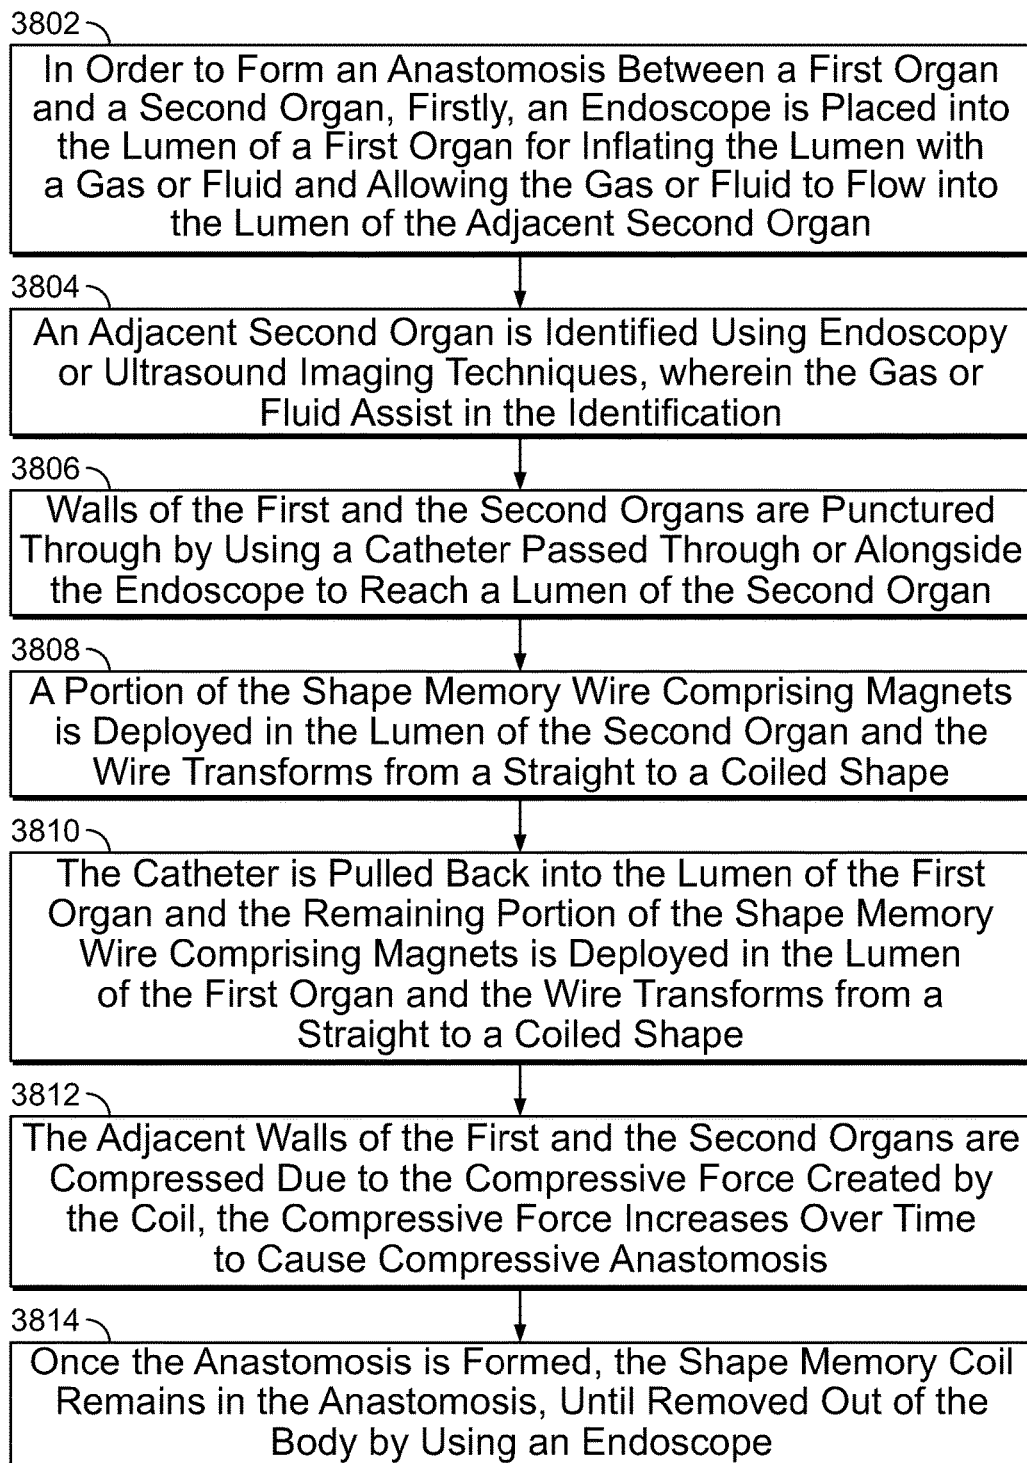 3802
In Order to Form an Anastomosis Between a First Organ
and a Second Organ, Firstly, an Endoscope is Placed into
the Lumen of a First Organ for Inflating the Lumen with
a Gas or Fluid and Allowing the Gas or Fluid to Flow into
the Lumen of the Adjacent Second Organ
3804
An Adjacent Second Organ is Identified Using Endoscopy
or Ultrasound Imaging Techniques, wherein the Gas or
Fluid Assist in the Identification
3806
Walls of the First and the Second Organs are Punctured
Through by Using a Catheter Passed Through or Alongside
the Endoscope to Reach a Lumen of the Second Organ
3808
A Portion of the Shape Memory Wire Comprising Magnets
is Deployed in the Lumen of the Second Organ and the
Wire Transforms from a Straight to a Coiled Shape
3810
The Catheter is Pulled Back into the Lumen of the First
Organ and the Remaining Portion of the Shape Memory
Wire Comprising Magnets is Deployed in the Lumen
of the First Organ and the Wire Transforms from a
Straight to a Coiled Shape
3812
The Adjacent Walls of the First and the Second Organs are
Compressed Due to the Compressive Force Created by
the Coil, the Compressive Force Increases Over Time
to Cause Compressive Anastomosis
3814
Once the Anastomosis is Formed, the Shape Memory Coil
Remains in the Anastomosis, Until Removed Out of the
Body by Using an Endoscope